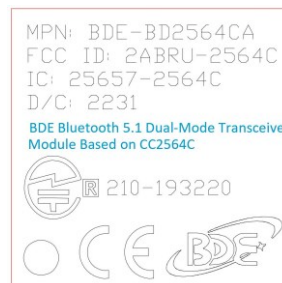 MPN: BDE-BD2564CA
FCC ID: 2ABRU-2564C
IC: 25657-2564C
D/C: 2231
BDE Bluetooth 5.1 Dual-Mode Transceive
Module Based on CC2564C
R 210-193220
CE BDE